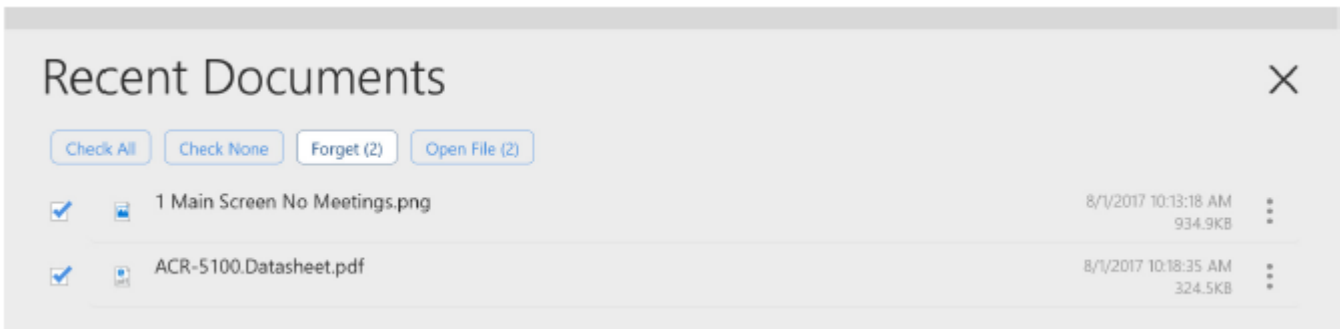 Recent Documents
Check All Check None Forget (2) Open File (2)
1 Main Screen No Meetings.png 8/1/2017 10:13:18 AM
934.9KB
ACR-5100.Datasheet.pdf 8/1/2017 10:18:35 AM
324.5KB